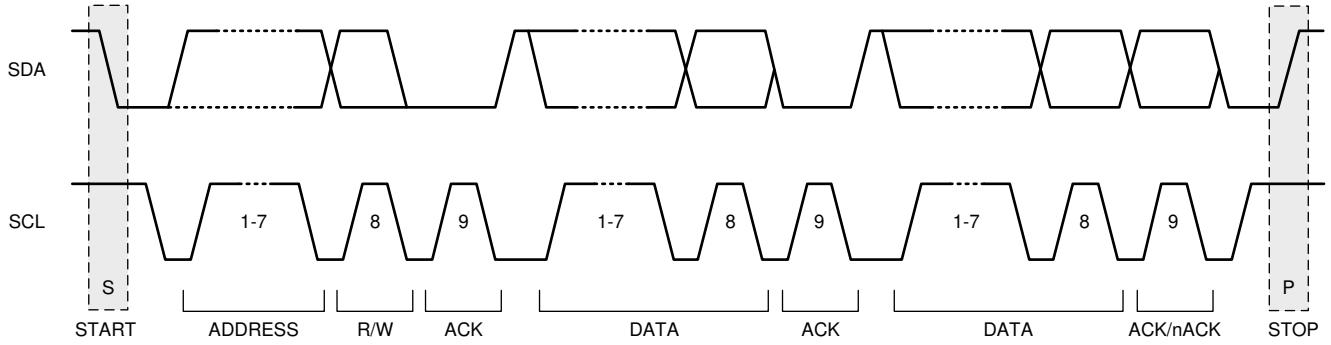 SDA
SCL
1-7 8 9 1-7 8 9 1-7 8 9
S P
START ADDRESS R/W ACK DATA ACK DATA ACK/nACK STOP